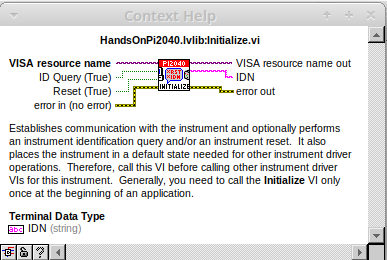 Context Help
HandsOnPi2040.lvlib:Initialize.vi
VISA resource name
VISA resource name out
ID Query (True)
IDN
Reset (True)
error out
error in (no error)
PI2040
*RST
IDN
INITIALIZE
Establishes communication with the instrument and optionally performs
an instrument identification query and/or an instrument reset.  It also
places the instrument in a default state needed for other instrument driver
operations.  Therefore, call this VI before calling other instrument driver
VIs for this instrument.  Generally, you need to call the Initialize VI only
once at the beginning of an application.
Terminal Data Type
abc IDN (string)
?